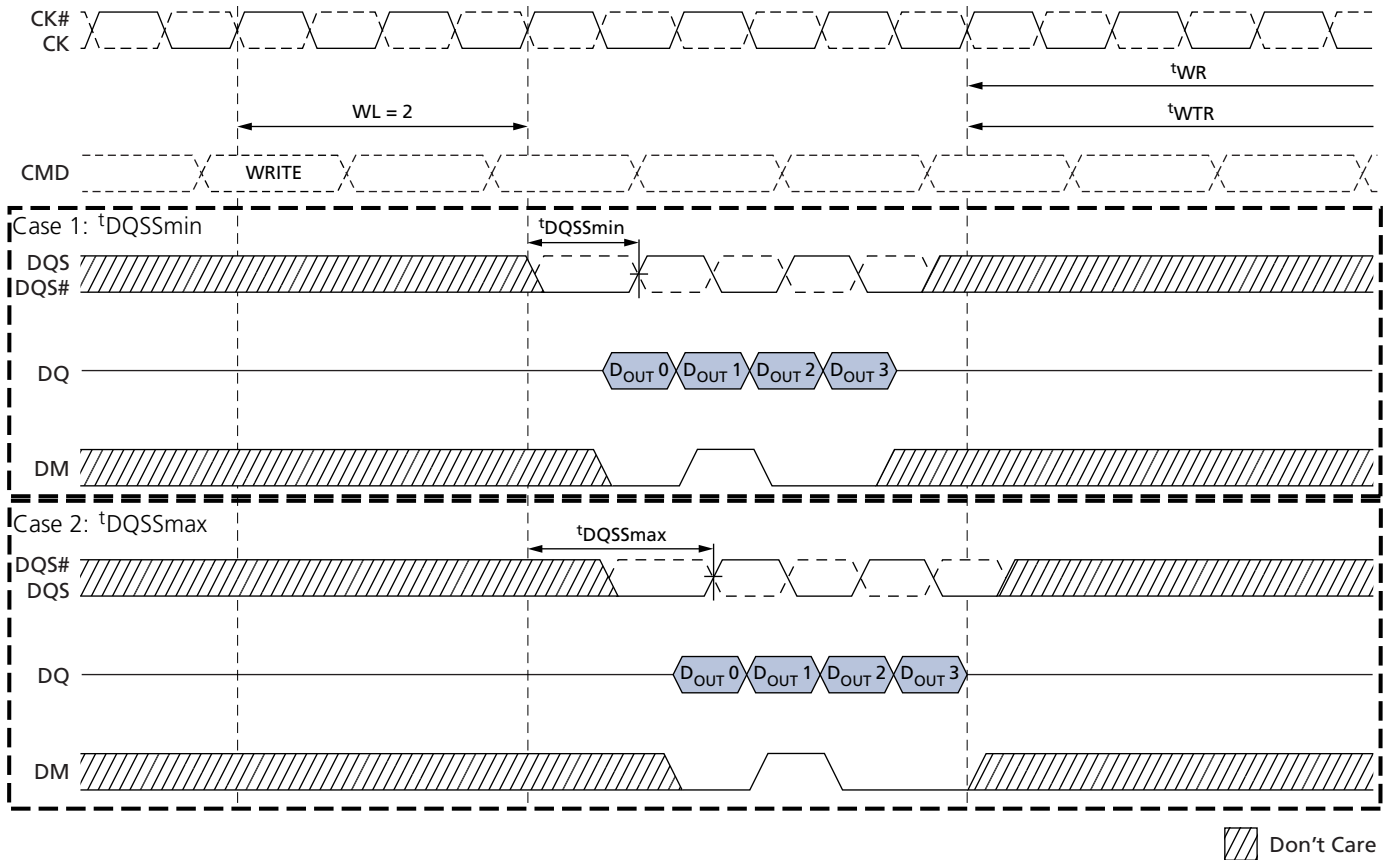 CK#
CK
tWR
WL = 2
tWTR
CMD
WRITE
Case 1: tDQSSmin
tDQSSmin
DQS
DQS#
DQ
DOUT 0 DOUT 1 DOUT 2 DOUT 3
DM
Case 2: tDQSSmax
tDQSSmax
DQS#
DQS
DQ
DOUT 0 DOUT 1 DOUT 2 DOUT 3
DM
Don't Care